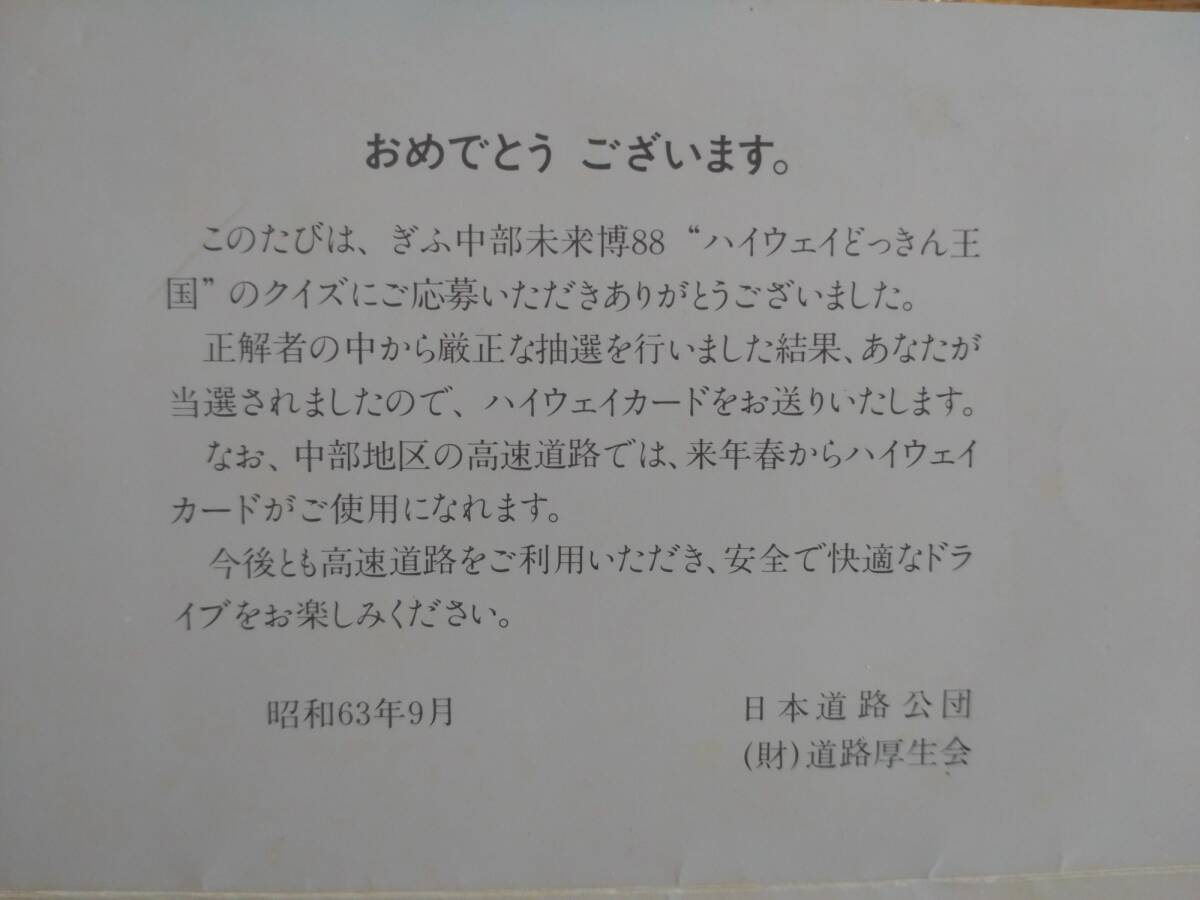 おめでとう ございます。
このたびは、ぎふ中部未来博88 “ハイウェイどっきん王
国” のクイズにご応募いただきありがとうございました。
正解者の中から厳正な抽選を行いました結果、あなたが
当選されましたので、ハイウェイカードをお送りいたします。
なお、中部地区の高速道路では、来年春からハイウェイ
カードがご使用になれます。
今後とも高速道路をご利用いただき、安全で快適なドラ
イブをお楽しみください。
昭和63年9月
日本道路公団
(財)道路厚生会